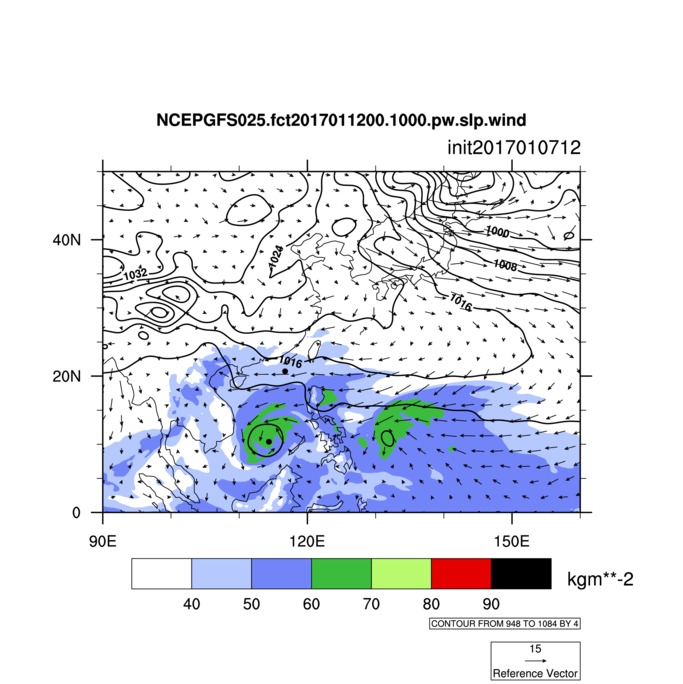 NCEPGFS025.fct2017011200.1000.pw.slp.wind
init2017010712
1000
40N
1024
1032
1008
1016
1016
20N
0
90E 120E 150E
kgm**-2
40 50 60 70 80 90
CONTOUR FROM 948 TO 1084 BY 4
15
Reference Vector